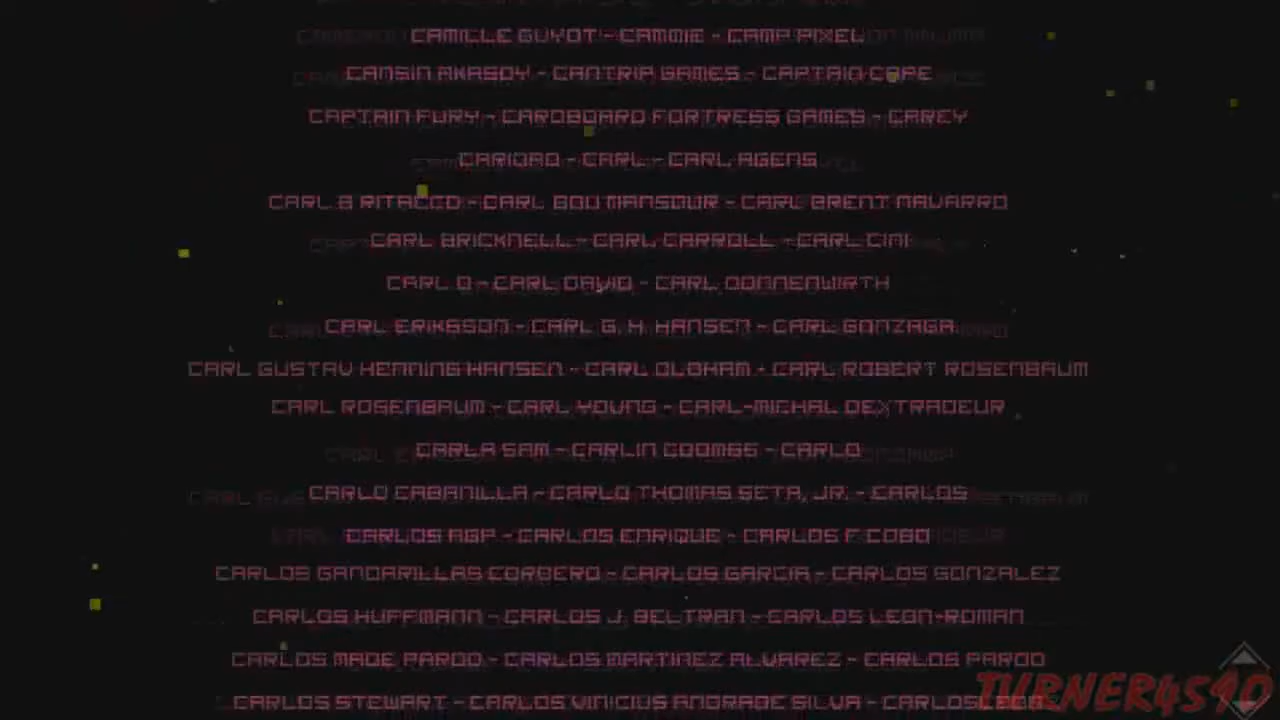 CAMILLE GUYOT - CAMMIE - CAMP PIXEL
CANSIN AKASOY - CANTRIA GAMES - CAPTAIN CAPE
CAPTAIN FURY - CARDBOARD FORTRESS GAMES - CAREY
CARIDAD - CARL - CARL AGENS
CARL B RITACCO - CARL BOU MANSOUR - CARL BRENT NAVARRO
CARL BRICKNELL - CARL CARROLL - CARL CINI
CARL D - CARL DAVID - CARL DONNENWIRTH
CARL ERIKSSON - CARL G. H. HANSEN - CARL GONZAGA
CARL GUSTAV HENNING HANSEN - CARL OLDHAM - CARL ROBERT ROSENBAUM
CARL ROSENBAUM - CARL YOUNG - CARL-MICHAL DEXTRADEUR
CARLA SAM - CARLIN COOMBS - CARLO
CARLO CABANILLA - CARLO THOMAS SETA, JR. - CARLOS
CARLOS AGP - CARLOS ENRIQUE - CARLOS F COBO
CARLOS GANDARILLAS CORDERO - CARLOS GARCIA - CARLOS GONZALEZ
CARLOS HUFFMANN - CARLOS J. BELTRAN - CARLOS LEON-ROMAN
CARLOS MADE PARDO - CARLOS MARTINEZ ALVAREZ - CARLOS PARDO
CARLOS STEWART - CARLOS VINICIUS ANDRADE SILVA -
TURNER4S90